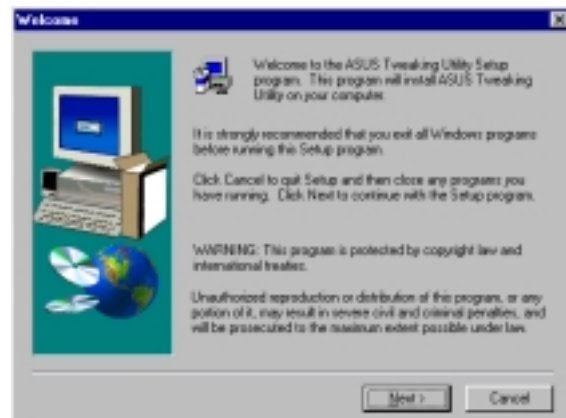 Welcome
Welcome to the ASUS Tweaking Utility Setup
program. This program will install ASUS Tweaking
Utility on your computer.
It is strongly recommended that you exit all Windows programs
before running this Setup program.
Click Cancel to quit Setup and then close any programs you
have running. Click Next to continue with the Setup program.
WARNING: This program is protected by copyright law and
international treaties.
Unauthorized reproduction or distribution of this program, or any
portion of it, may result in severe civil and criminal penalties, and
will be prosecuted to the maximum extent possible under law.
Next > Cancel